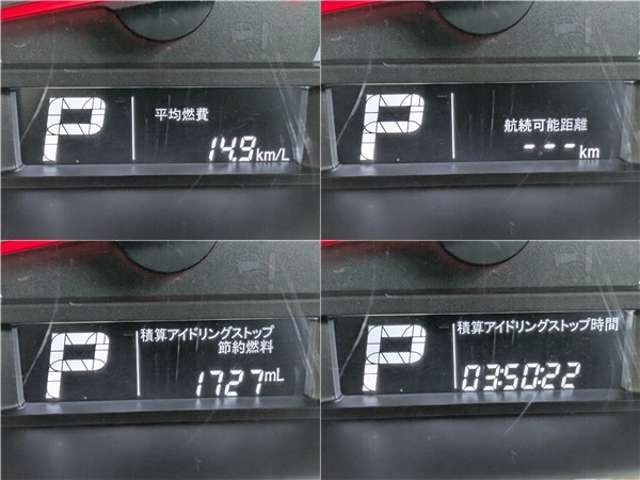 P
平均燃費
14.9km/L
P
航続可能距離
---km
P
積算アイドリングストップ
節約燃料
1727mL
P
積算アイドリングストップ時間
03:50:22